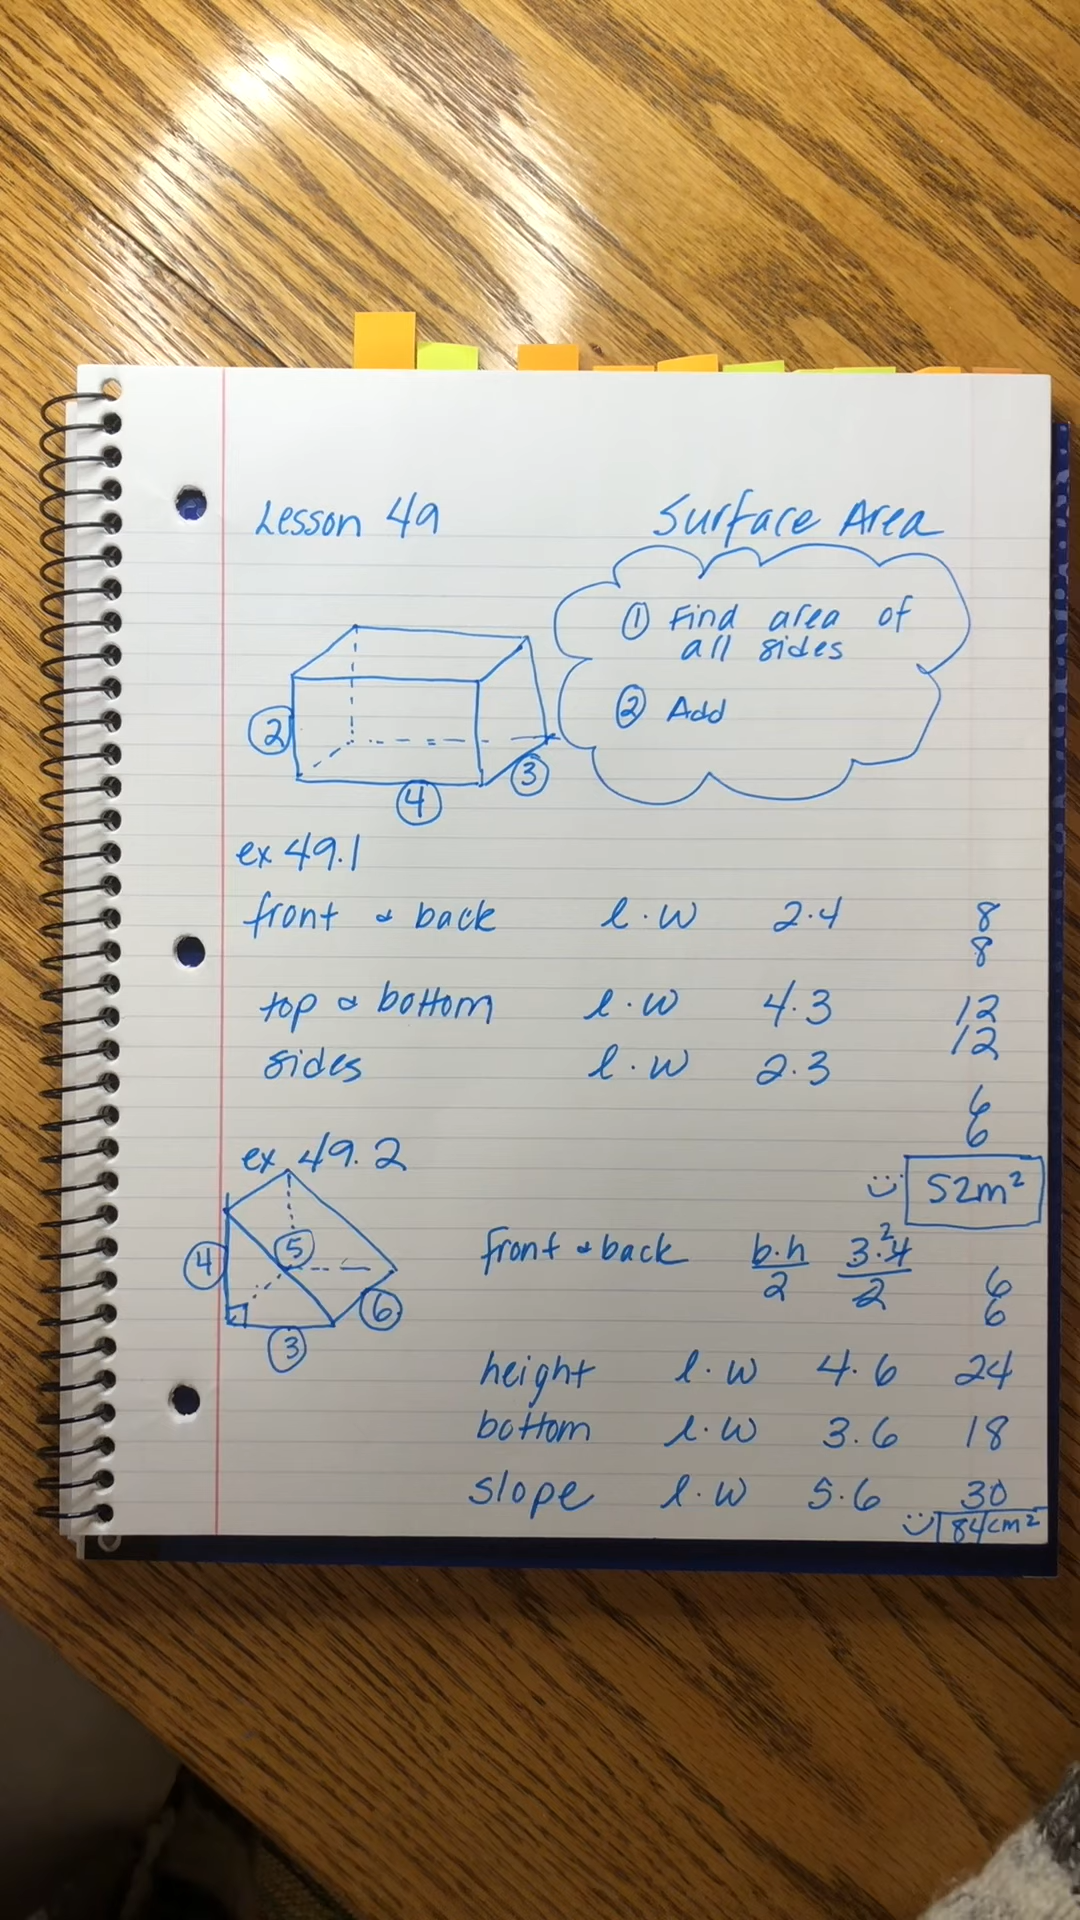 Lesson 49
Surface Area
① Find area of
all sides
② Add
2
3
4
ex 49.1
front & back l·w 2·4 8
8
top & bottom l·w 4·3 12
12
sides l·w 2·3
6
6
52m²
ex 49.2
4
5
6
3
front & back b·h/2 3·4²/2 6
6
height l·w 4·6 24
bottom l·w 3·6 18
slope l·w 5·6 30
84cm²